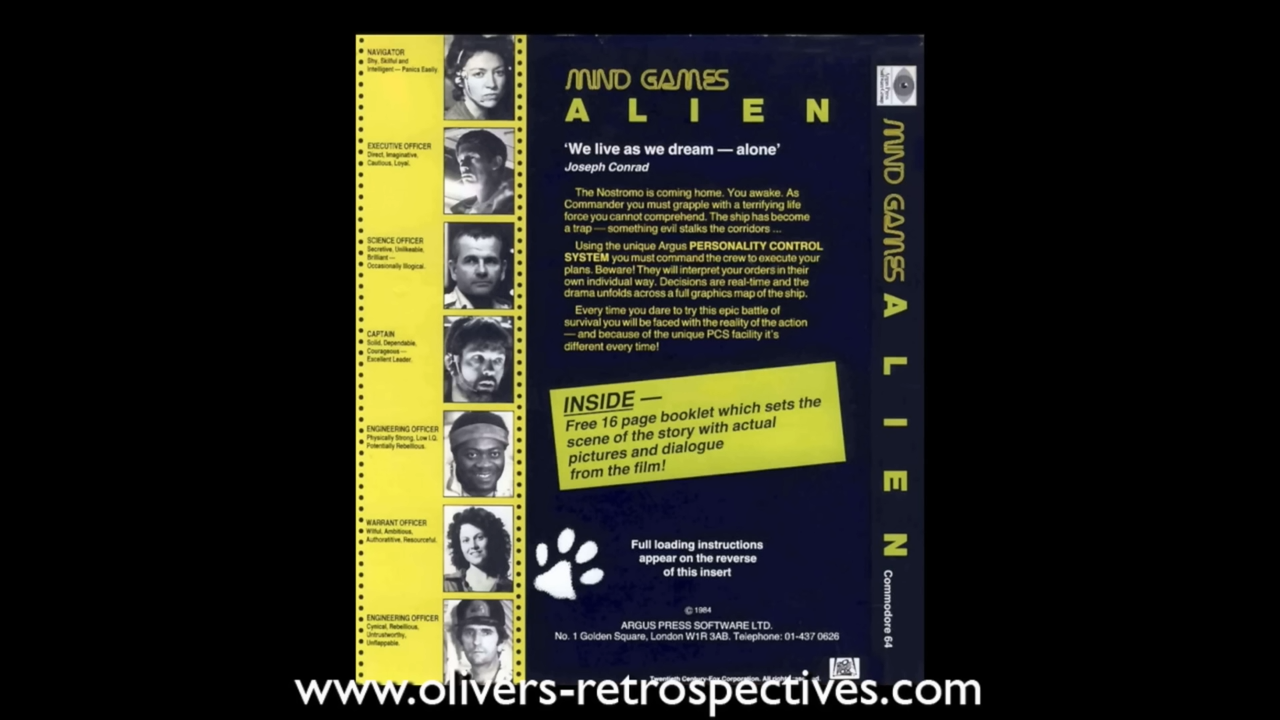 NAVIGATOR
Shy, Skilful and
Intelligent — Panics Easily.
EXECUTIVE OFFICER
Direct, Imaginative,
Cautious, Loyal.
SCIENCE OFFICER
Secretive, Unlikeable,
Brilliant —
Occasionally Illogical.
CAPTAIN
Solid, Dependable,
Courageous —
Excellent Leader.
ENGINEERING OFFICER
Physically Strong, Low I.Q.
Potentially Rebellious.
WARRANT OFFICER
Wilful, Ambitious,
Authoratitive, Resourceful.
ENGINEERING OFFICER
Cynical, Rebellious,
Untrustworthy,
Unflappable.
MIND GAMES
ALIEN
‘We live as we dream — alone’
Joseph Conrad
The Nostromo is coming home. You awake. As
Commander you must grapple with a terrifying life
force you cannot comprehend. The ship has become
a trap — something evil stalks the corridors ...
Using the unique Argus PERSONALITY CONTROL
SYSTEM you must command the crew to execute your
plans. Beware! They will interpret your orders in their
own individual way. Decisions are real-time and the
drama unfolds across a full graphics map of the ship.
Every time you dare to try this epic battle of
survival you will be faced with the reality of the action
— and because of the unique PCS facility it's
different every time!
INSIDE —
Free 16 page booklet which sets the
scene of the story with actual
pictures and dialogue
from the film!
Full loading instructions
appear on the reverse
of this insert
© 1984
ARGUS PRESS SOFTWARE LTD.
No. 1 Golden Square, London W1R 3AB. Telephone: 01-437 0626
Twentieth Century-Fox Corporation. All rights
MIND GAMES ALIEN Commodore 64
www.olivers-retrospectives.com